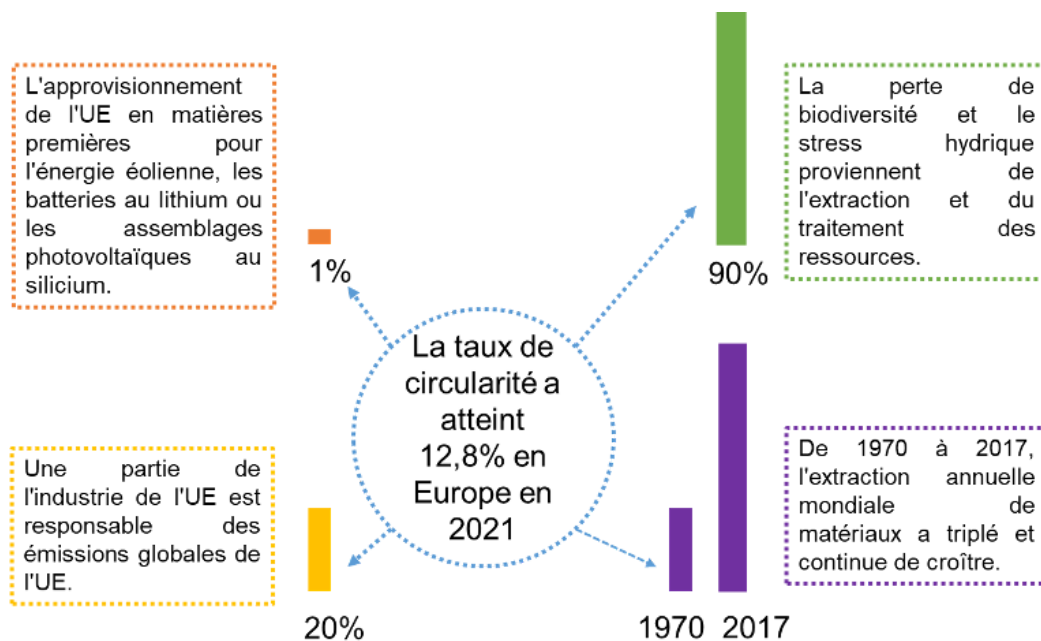 L'approvisionnement
de l'UE en matières
premières pour
l'énergie éolienne, les
batteries au lithium ou
les assemblages
photovoltaïques au
silicium.
1%
La perte de
biodiversité et le
stress hydrique
proviennent de
l'extraction et du
traitement des
ressources.
90%
La taux de
circularité a
atteint
12,8% en
Europe en
2021
Une partie de
l'industrie de l'UE est
responsable des
émissions globales de
l'UE.
20%
De 1970 à 2017,
l'extraction annuelle
mondiale de
matériaux a triplé et
continue de croître.
1970 2017